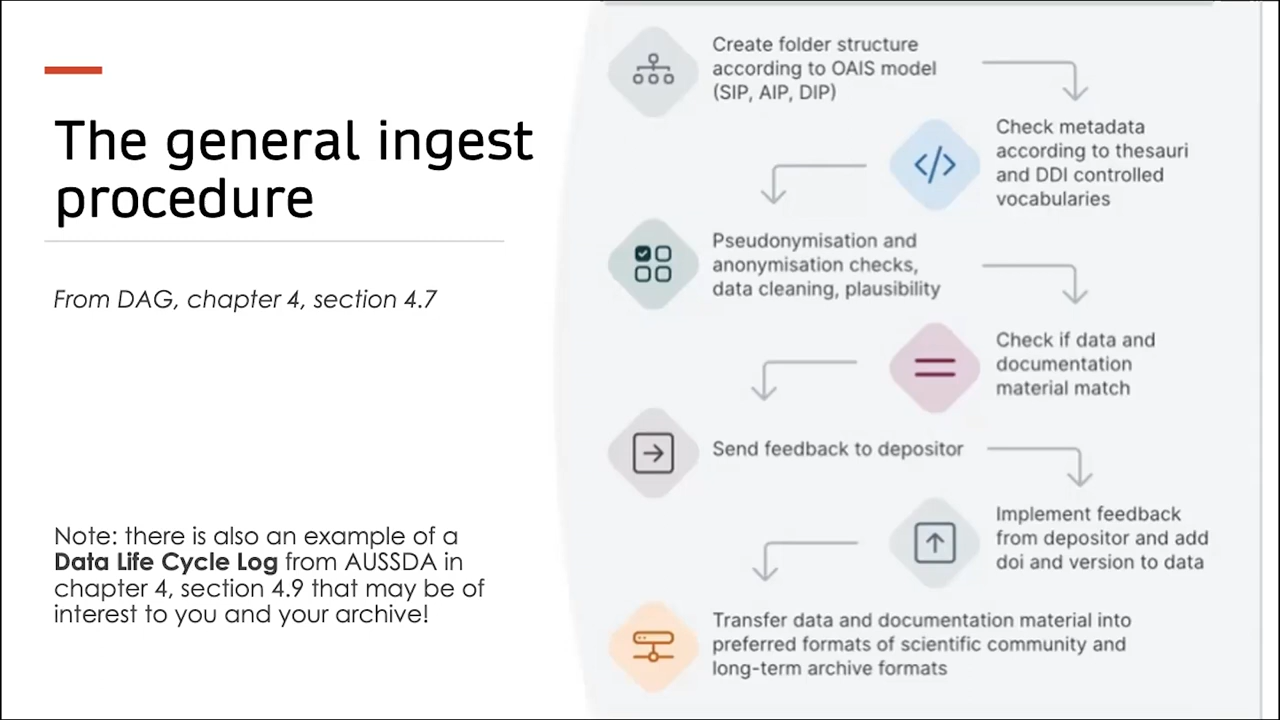 The general ingest
procedure
From DAG, chapter 4, section 4.7
Note: there is also an example of a
Data Life Cycle Log from AUSSDA in
chapter 4, section 4.9 that may be of
interest to you and your archive!
Create folder structure
according to OAIS model
(SIP, AIP, DIP)
Check metadata
according to thesauri
and DDI controlled
vocabularies
Pseudonymisation and
anonymisation checks,
data cleaning, plausibility
Check if data and
documentation
material match
Send feedback to depositor
Implement feedback
from depositor and add
doi and version to data
Transfer data and documentation material into
preferred formats of scientific community and
long-term archive formats